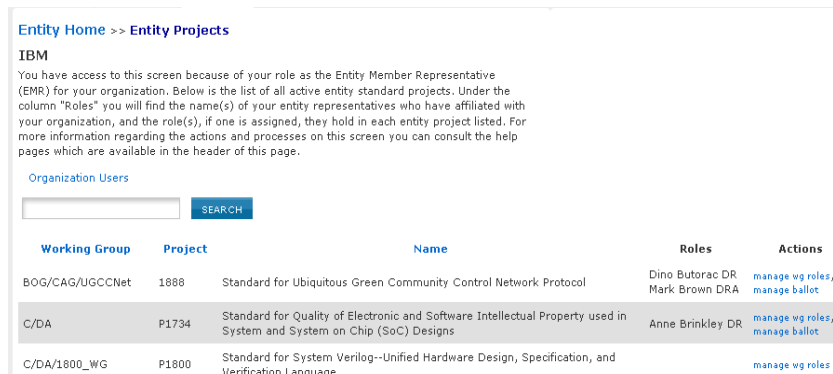 Entity Home >> Entity Projects
IBM
You have access to this screen because of your role as the Entity Member Representative
(EMR) for your organization. Below is the list of all active entity standard projects. Under the
column "Roles" you will find the name(s) of your entity representatives who have affiliated with
your organization, and the role(s), if one is assigned, they hold in each entity project listed. For
more information regarding the actions and processes on this screen you can consult the help
pages which are available in the header of this page.
Organization Users
SEARCH
Working Group Project Name Roles Actions
BOG/CAG/UGCCNet 1888 Standard for Ubiquitous Green Community Control Network Protocol Dino Butorac DR manage wg roles,
Mark Brown DRA manage ballot
C/DA P1734 Standard for Quality of Electronic and Software Intellectual Property used in Anne Brinkley DR manage wg roles,
System and System on Chip (SoC) Designs manage ballot
C/DA/1800_WG P1800 Standard for System Verilog--Unified Hardware Design, Specification, and manage wg roles
Verification Language